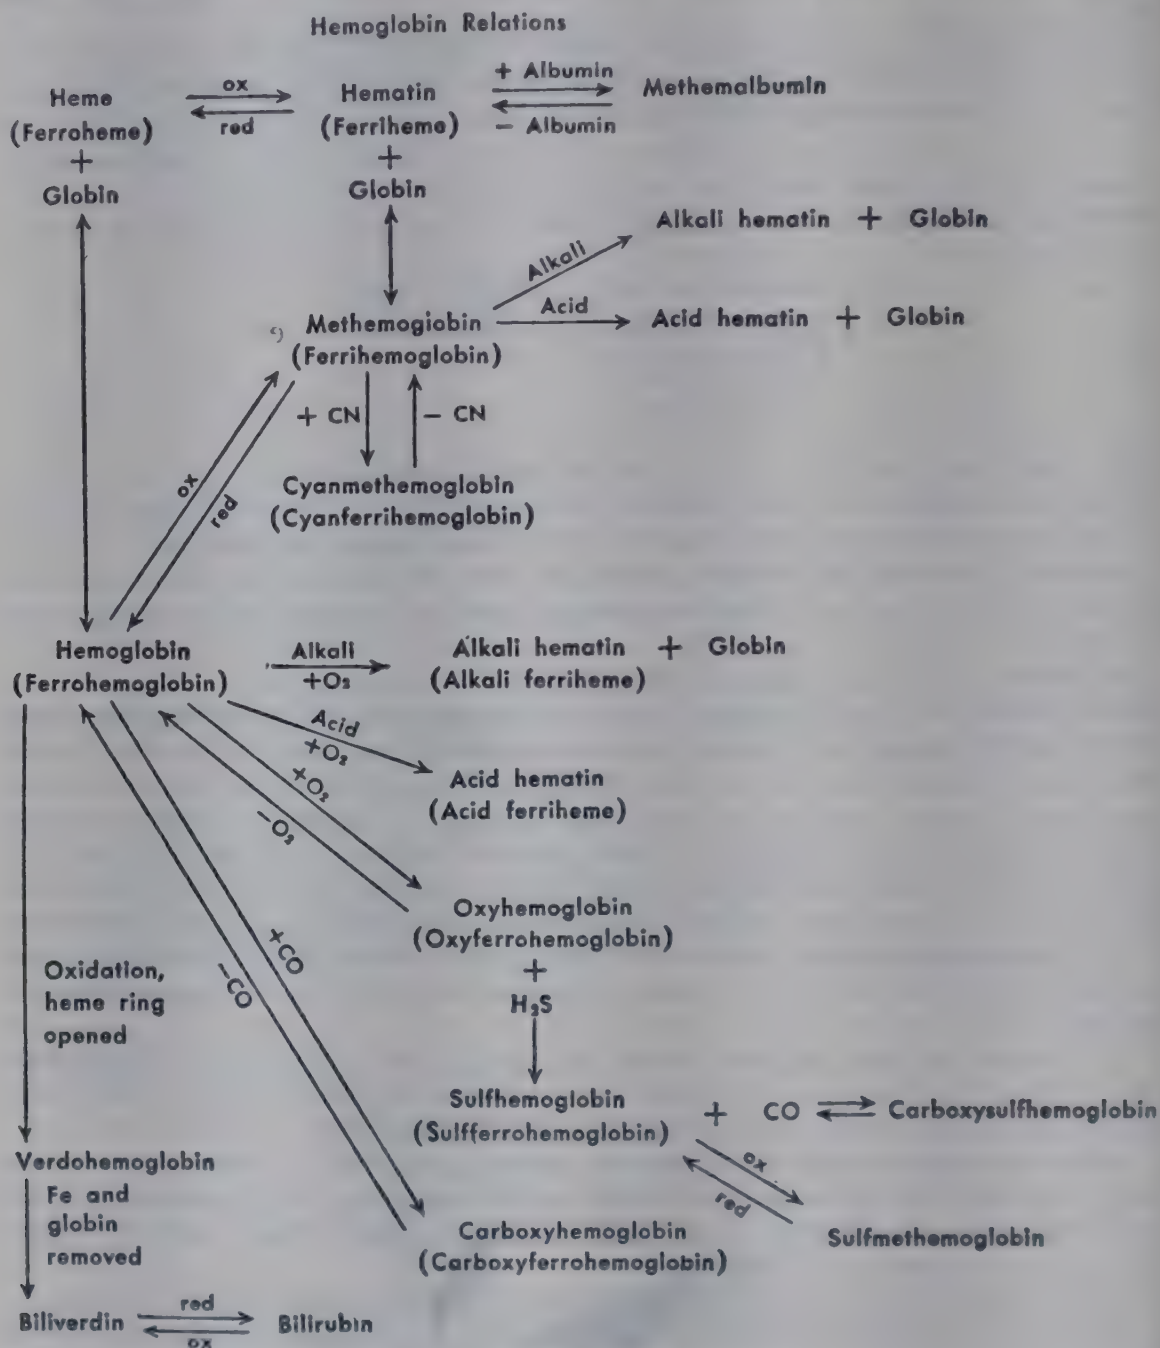 Hemoglobin Relations
Heme
(Ferroheme)
+
Globin
ox
red
Hematin
(Ferriheme)
+
Globin
+ Albumin
− Albumin
Methemalbumin
Alkali
Alkali hematin + Globin
Methemoglobin
(Ferrihemoglobin)
Acid
Acid hematin + Globin
+ CN
− CN
Cyanmethemoglobin
(Cyanferrihemoglobin)
ox
red
Hemoglobin
(Ferrohemoglobin)
Alkali
+O₂
Alkali hematin + Globin
(Alkali ferriheme)
Acid
+O₂
Acid hematin
(Acid ferriheme)
+O₂
−O₂
Oxyhemoglobin
(Oxyferrohemoglobin)
+
H₂S
+CO
−CO
Oxidation,
heme ring
opened
Sulfhemoglobin
(Sulfferrohemoglobin)
+ CO
Carboxysulfhemoglobin
ox
red
Sulfmethemoglobin
Verdohemoglobin
Fe and
globin
removed
Carboxyhemoglobin
(Carboxyferrohemoglobin)
Biliverdin
red
ox
Bilirubin